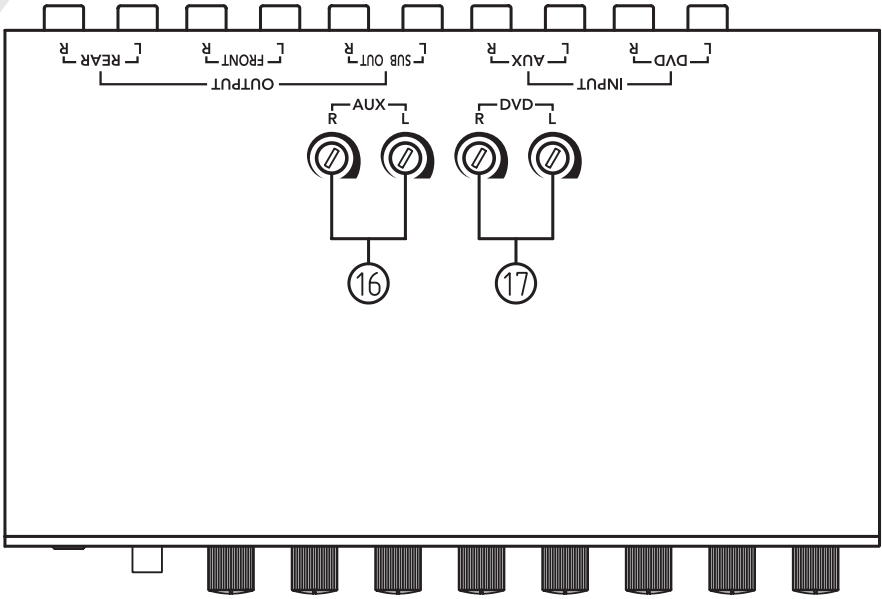 R REAR L R FRONT L R SUB OUT L R AUX L R DVD L
OUTPUT INPUT
AUX DVD
R L R L
16 17